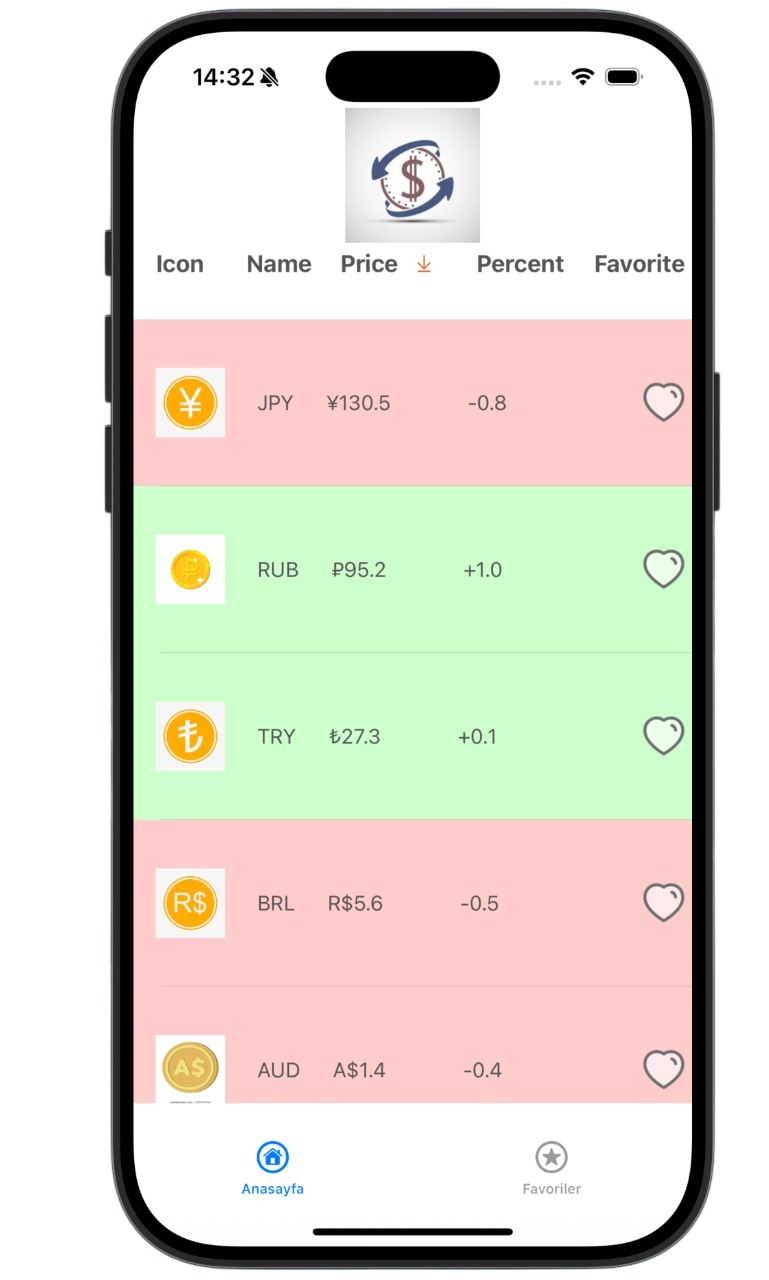 14:32
$
Icon Name Price Percent Favorite
¥ JPY ¥130.5 -0.8
₽ RUB ₽95.2 +1.0
₺ TRY ₺27.3 +0.1
R$ BRL R$5.6 -0.5
A$ AUD A$1.4 -0.4
Anasayfa Favoriler